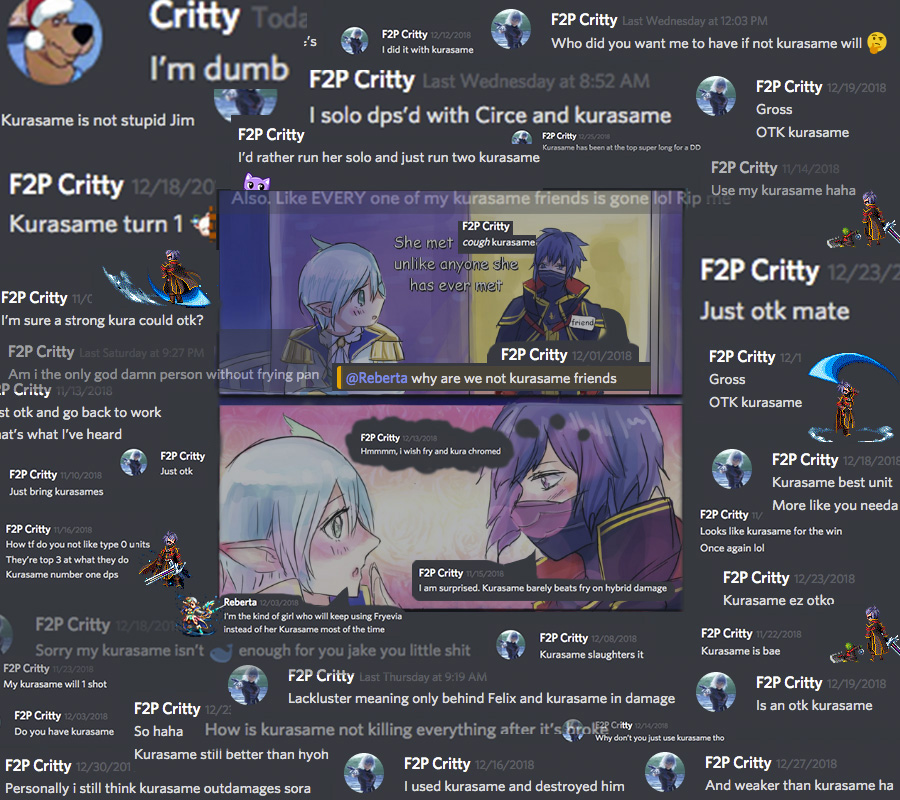 Critty Toda
I'm dumb
:'s
F2P Critty 12/12/2018
I did it with kurasame
F2P Critty Last Wednesday at 12:03 PM
Who did you want me to have if not kurasame will 🤔
F2P Critty Last Wednesday at 8:52 AM
I solo dps'd with Circe and kurasame
F2P Critty 12/19/2018
Gross
OTK kurasame
Kurasame is not stupid Jim
F2P Critty
I'd rather run her solo and just run two kurasame
F2P Critty 11/25/2018
Kurasame has been at the top super long for a DD
F2P Critty 11/14/2018
Use my kurasame haha
F2P Critty 12/18/20
Kurasame turn 1
Also. Like EVERY one of my kurasame friends is gone lol Rip me
She met
F2P Critty
cough kurasame
unlike anyone she
has ever met
friend
F2P Critty 12/01/2018
@Reberta why are we not kurasame friends
F2P Critty 12/23/2
Just otk mate
F2P Critty 11/0
I'm sure a strong kura could otk?
F2P Critty Last Saturday at 9:27 PM
Am i the only god damn person without frying pan
P Critty 11/13/2018
st otk and go back to work
at's what I've heard
F2P Critty 12/1
Gross
OTK kurasame
F2P Critty
Just otk
F2P Critty 11/10/2018
Just bring kurasames
F2P Critty 12/13/2018
Hmmmm, i wish fry and kura chromed
F2P Critty 12/18/2018
Kurasame best unit
More like you needa
F2P Critty 11/
Looks like kurasame for the win
Once again lol
F2P Critty 11/16/2018
How tf do you not like type 0 units
They're top 3 at what they do
Kurasame number one dps
F2P Critty 11/15/2018
I am surprised. Kurasame barely beats fry on hybrid damage
F2P Critty 12/23/2018
Kurasame ez otko
Reberta 12/03/2018
I'm the kind of girl who will keep using Fryevia
instead of her Kurasame most of the time
F2P Critty 12/18/201
Sorry my kurasame isn't 🐳 enough for you jake you little shit
F2P Critty 12/08/2018
Kurasame slaughters it
F2P Critty 11/22/2018
Kurasame is bae
F2P Critty 11/23/2018
My kurasame will 1 shot
F2P Critty Last Thursday at 9:19 AM
Lackluster meaning only behind Felix and kurasame in damage
F2P Critty 12/19/2018
Is an otk kurasame
F2P Critty 12/03/2018
Do you have kurasame
F2P Critty 12/2
So haha
Kurasame still better than hyoh
How is kurasame not killing everything after it's broke
F2P Critty 12/14/2018
Why don't you just use kurasame tho
F2P Critty 12/30/201
Personally i still think kurasame outdamages sora
F2P Critty 12/16/2018
I used kurasame and destroyed him
F2P Critty 12/27/2018
And weaker than kurasame ha